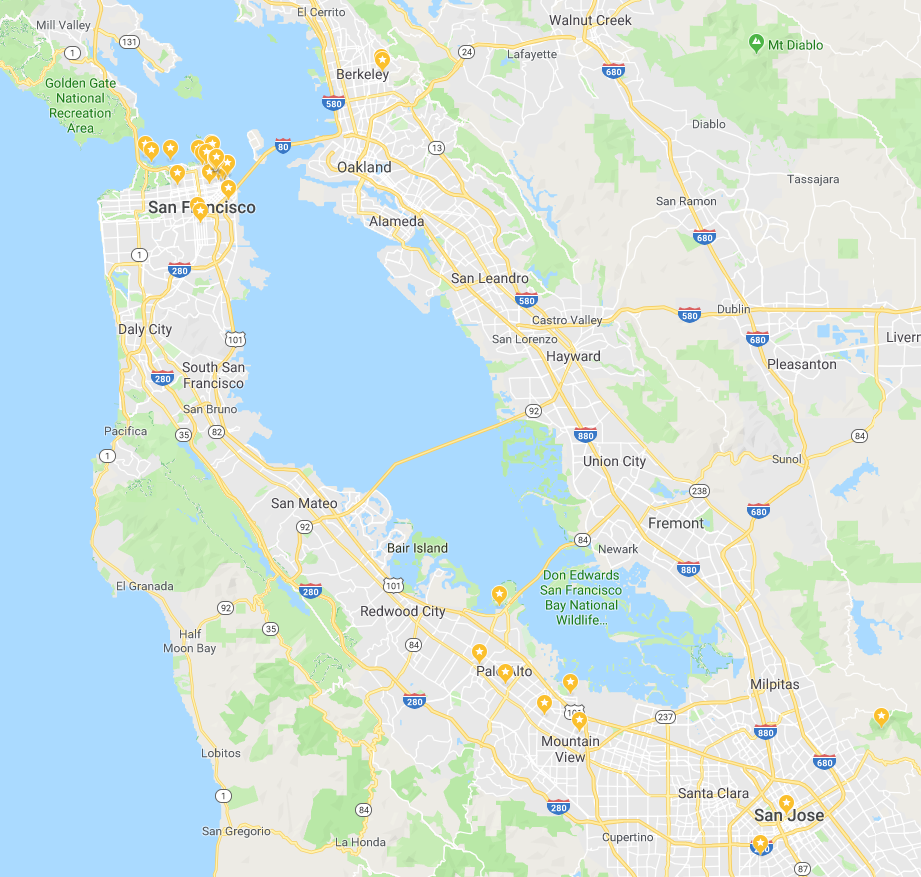 El Cerrito
Mill Valley
Walnut Creek
131
1
24
Lafayette
Mt Diablo
680
Berkeley
Golden Gate
National
Recreation
Area
580
Diablo
80
13
Oakland
Tassajara
San Francisco
San Ramon
Alameda
680
1
280
San Leandro
580
Castro Valley
580
Dublin
Daly City
101
San Lorenzo
680
Liverm
Hayward
Pleasanton
South San
Francisco
280
San Bruno
92
Pacifica
35
82
880
84
1
Union City
Sunol
238
San Mateo
680
92
Fremont
84
Bair Island
Newark
880
El Granada
101
280
Don Edwards
San Francisco
Bay National
Wildlife...
92
Redwood City
35
Half
Moon Bay
84
Palo Alto
Milpitas
280
101
237
880
Mountain
View
Lobitos
680
1
Santa Clara
280
84
San Jose
San Gregorio
La Honda
Cupertino
87